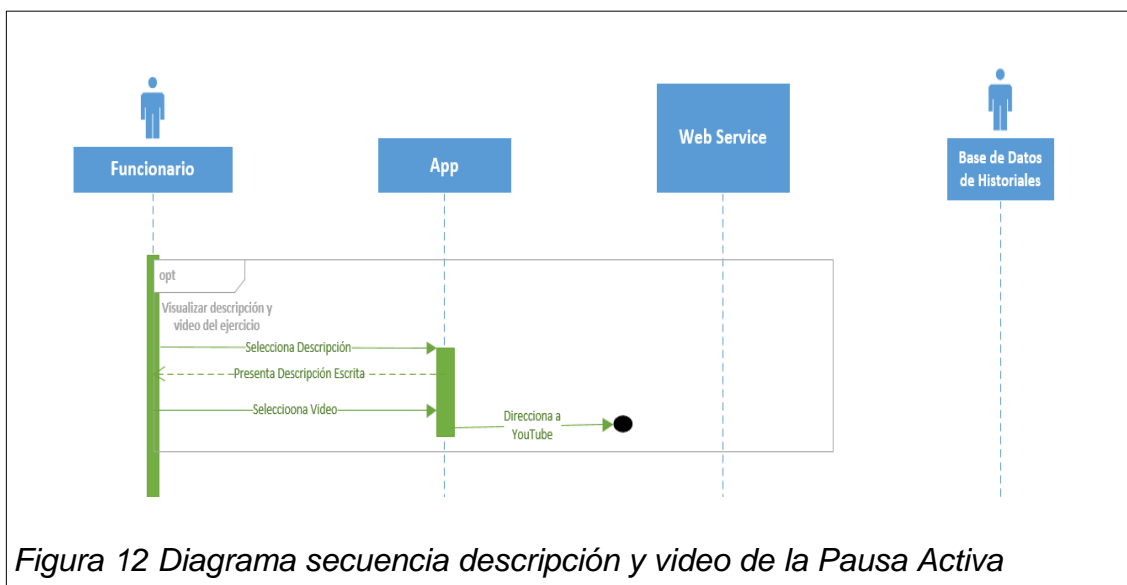 Funcionario
App
Web Service
Base de Datos
de Historiales
opt
Visualizar descripción y
video del ejercicio
Selecciona Descripción
Presenta Descripción Escrita
Seleccioona Video
Direcciona a
YouTube
Figura 12 Diagrama secuencia descripción y video de la Pausa Activa